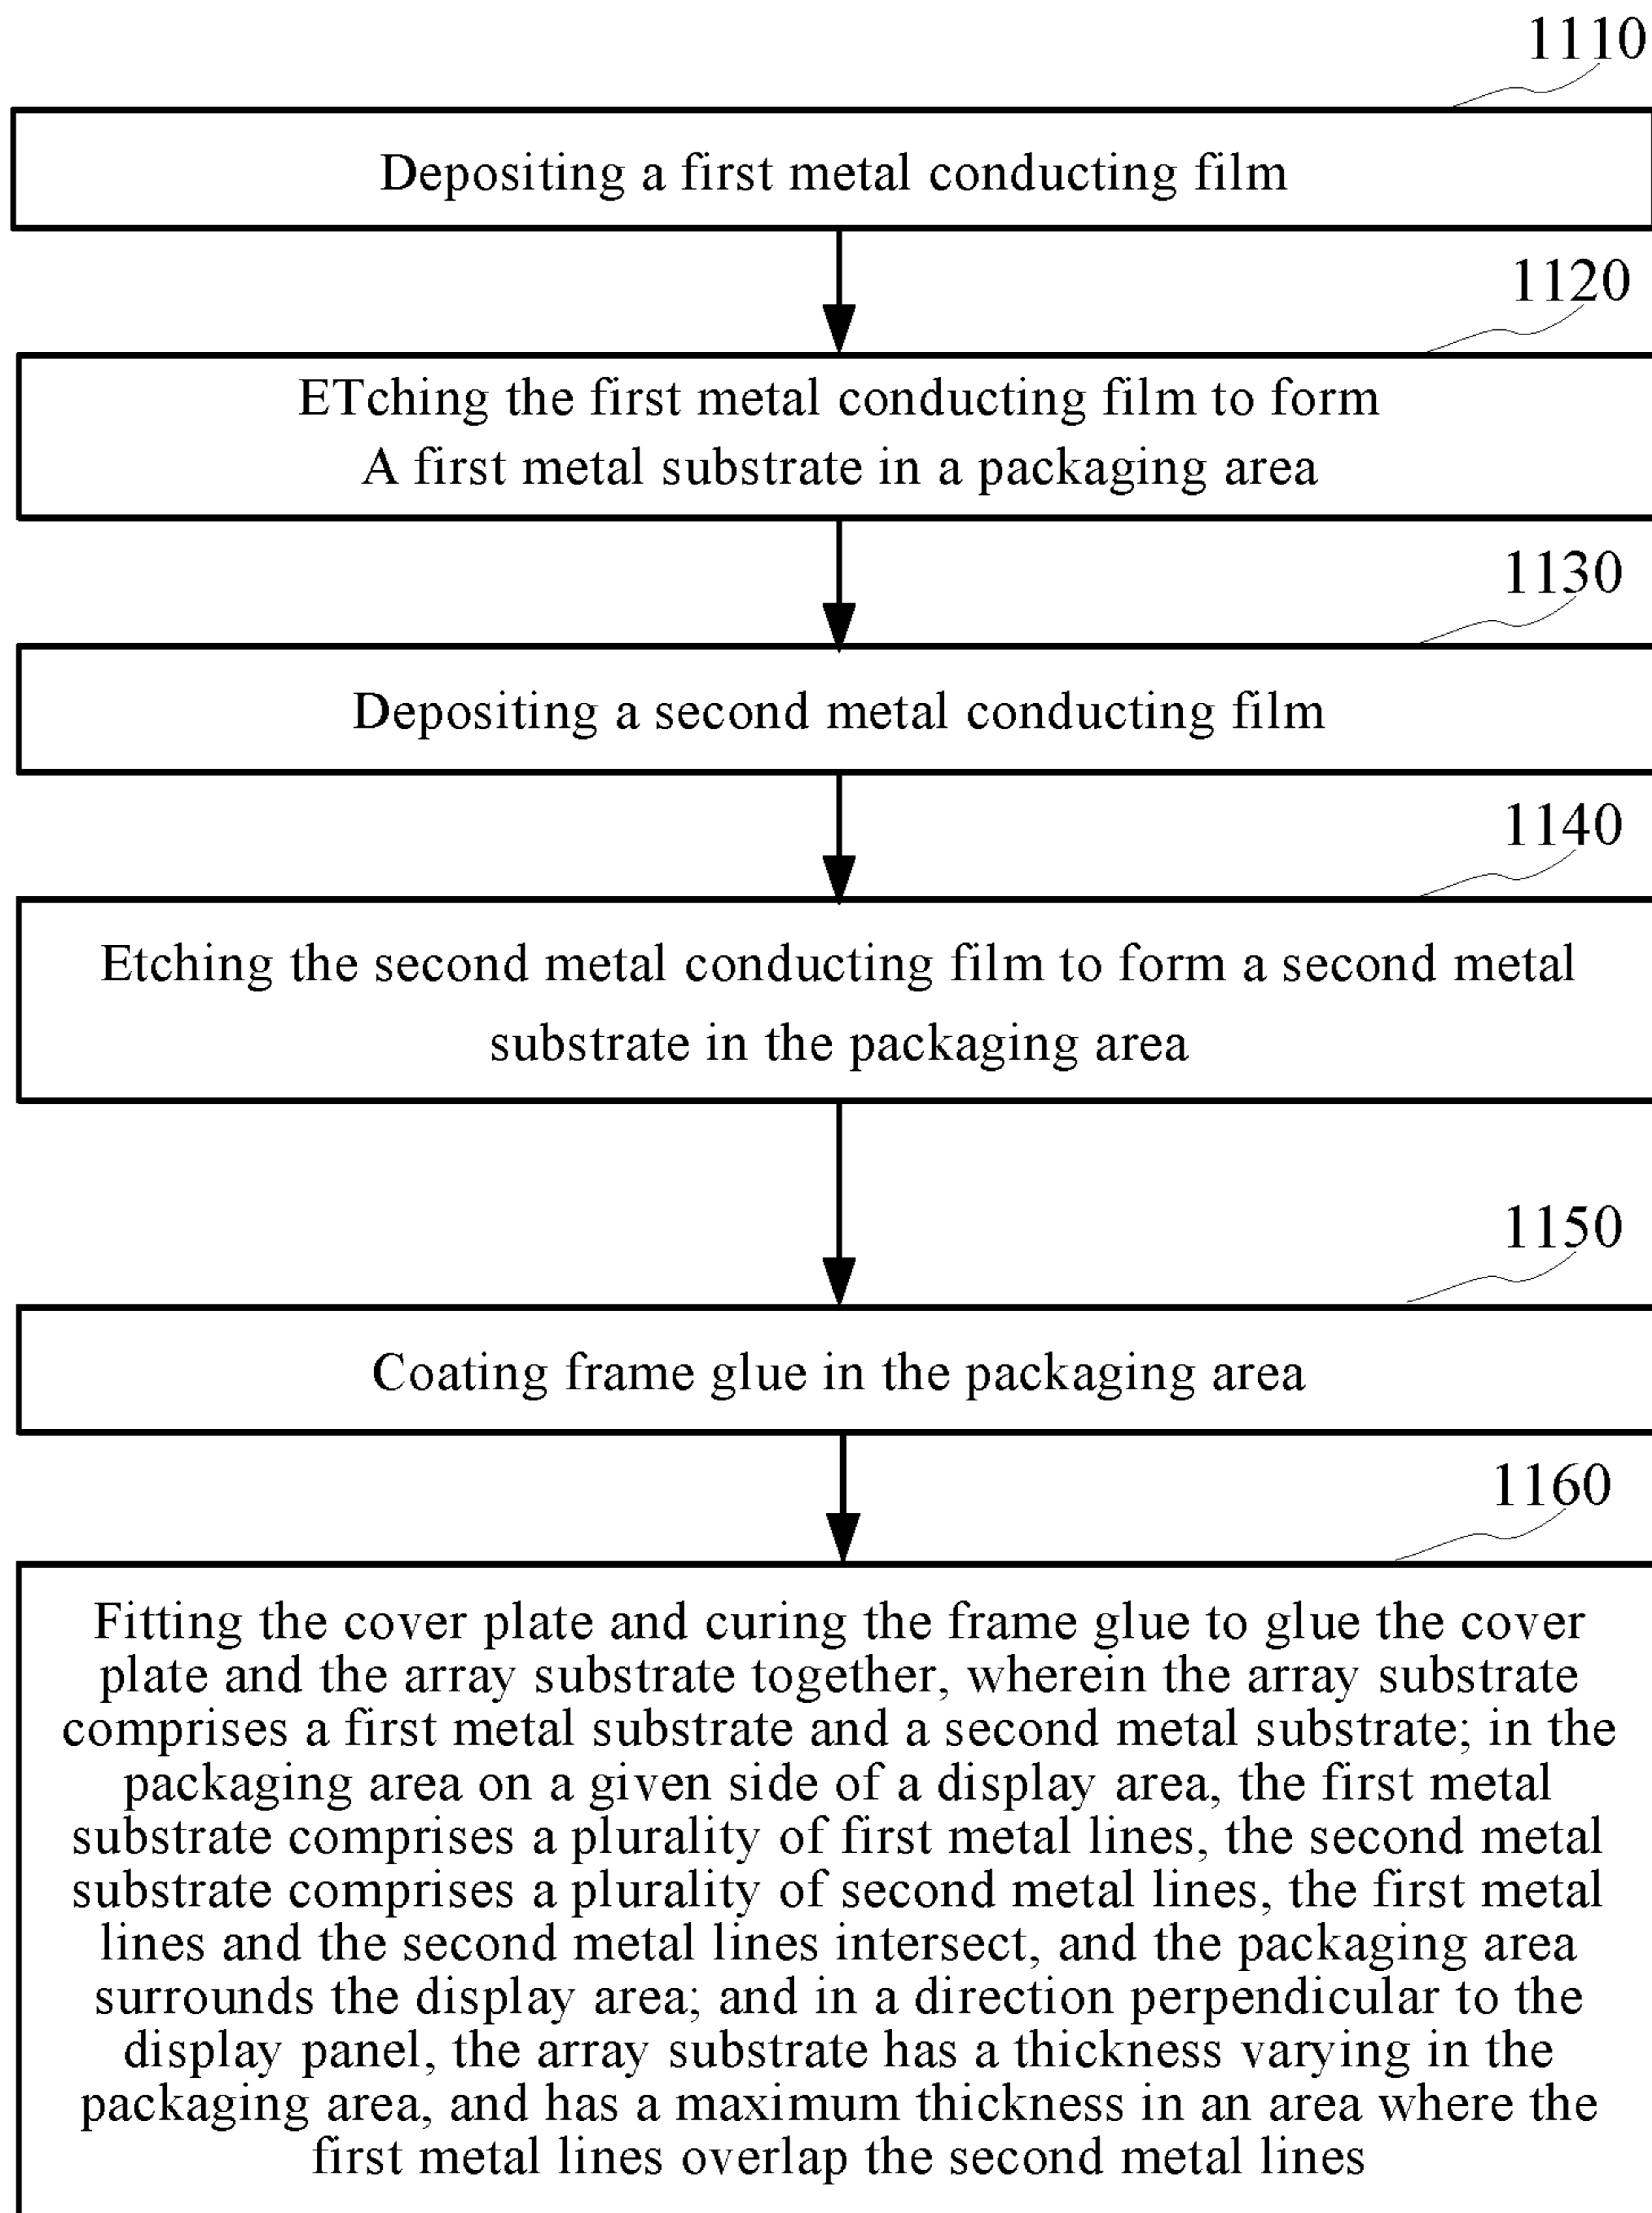 1110
Depositing a first metal conducting film
1120
ETching the first metal conducting film to form
A first metal substrate in a packaging area
1130
Depositing a second metal conducting film
1140
Etching the second metal conducting film to form a second metal
substrate in the packaging area
1150
Coating frame glue in the packaging area
1160
Fitting the cover plate and curing the frame glue to glue the cover
plate and the array substrate together, wherein the array substrate
comprises a first metal substrate and a second metal substrate; in the
packaging area on a given side of a display area, the first metal
substrate comprises a plurality of first metal lines, the second metal
substrate comprises a plurality of second metal lines, the first metal
lines and the second metal lines intersect, and the packaging area
surrounds the display area; and in a direction perpendicular to the
display panel, the array substrate has a thickness varying in the
packaging area, and has a maximum thickness in an area where the
first metal lines overlap the second metal lines